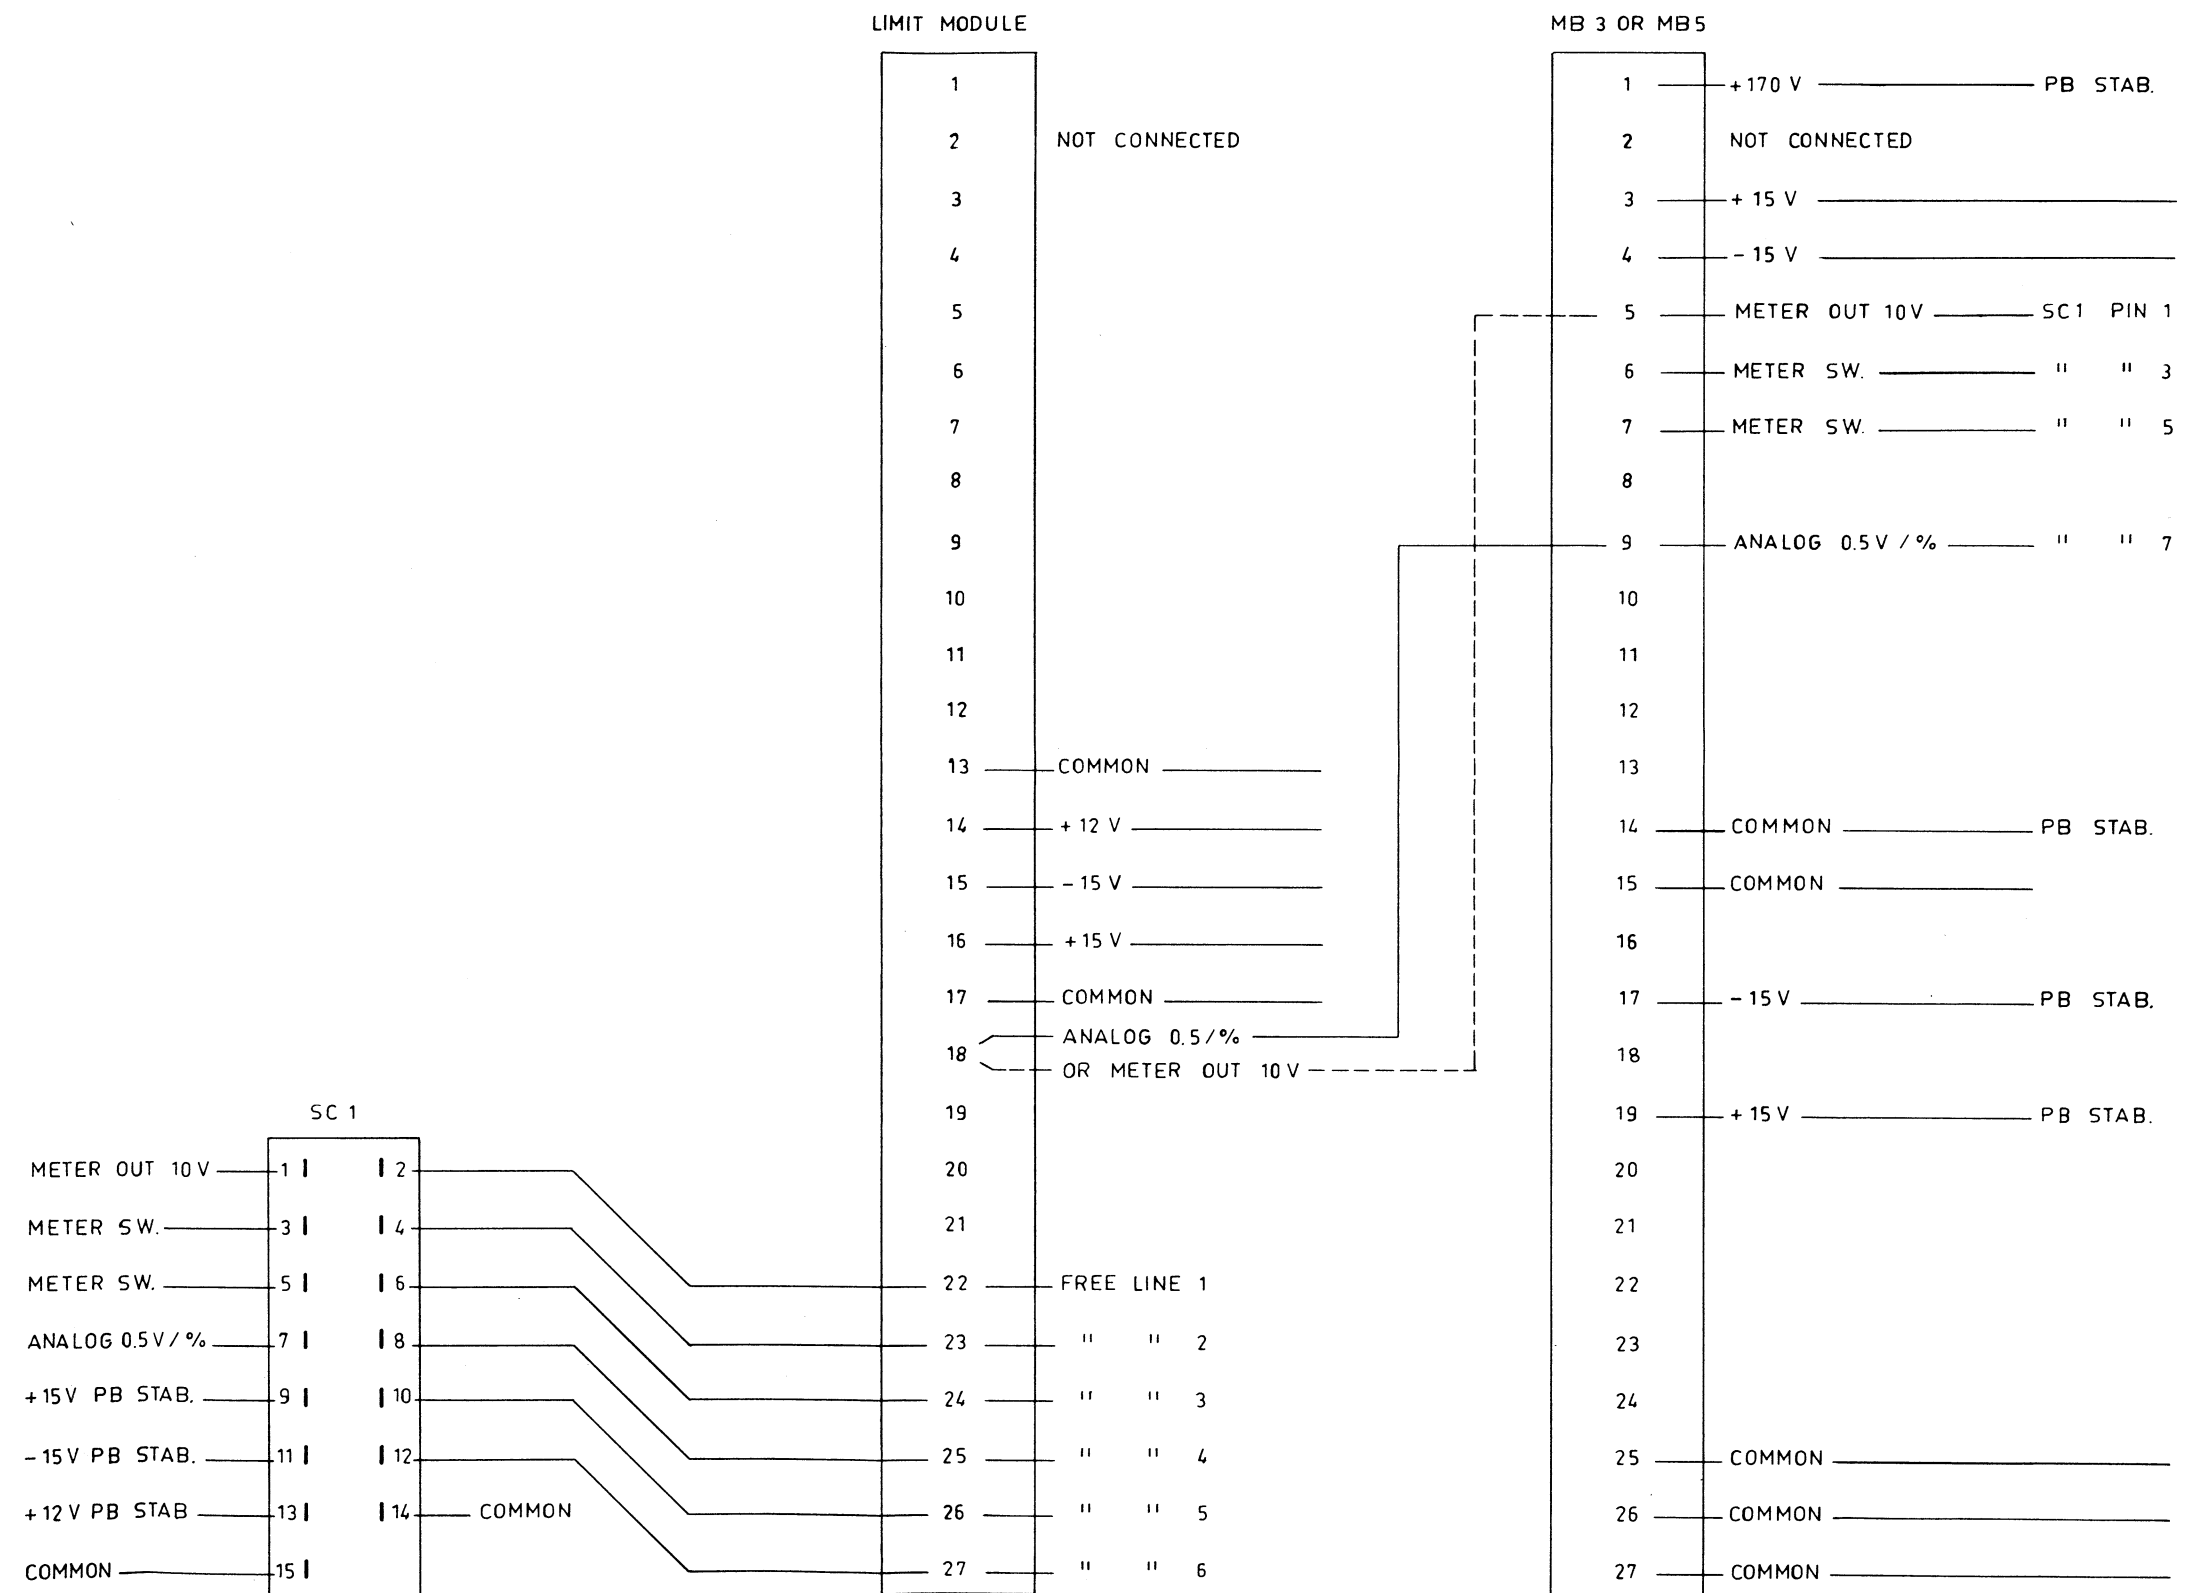 LIMIT MODULE
1
2 NOT CONNECTED
3
4
5
6
7
8
9
10
11
12
13 COMMON
14 +12 V
15 -15 V
16 +15 V
17 COMMON
18 ANALOG 0.5/%
OR METER OUT 10 V
19
20
21
22 FREE LINE 1
23 " " 2
24 " " 3
25 " " 4
26 " " 5
27 " " 6
MB 3 OR MB 5
1 +170 V PB STAB.
2 NOT CONNECTED
3 + 15 V
4 - 15 V
5 METER OUT 10V SC1 PIN 1
6 METER SW. " " 3
7 METER SW. " " 5
8
9 ANALOG 0.5 V / % " " 7
10
11
12
13
14 COMMON PB STAB.
15 COMMON
16
17 - 15 V PB STAB.
18
19 + 15 V PB STAB.
20
21
22
23
24
25 COMMON
26 COMMON
27 COMMON
SC 1
METER OUT 10 V 1 2
METER SW. 3 4
METER SW. 5 6
ANALOG 0.5 V / % 7 8
+15V PB STAB. 9 10
-15V PB STAB. 11 12
+12 V PB STAB 13 14 COMMON
COMMON 15